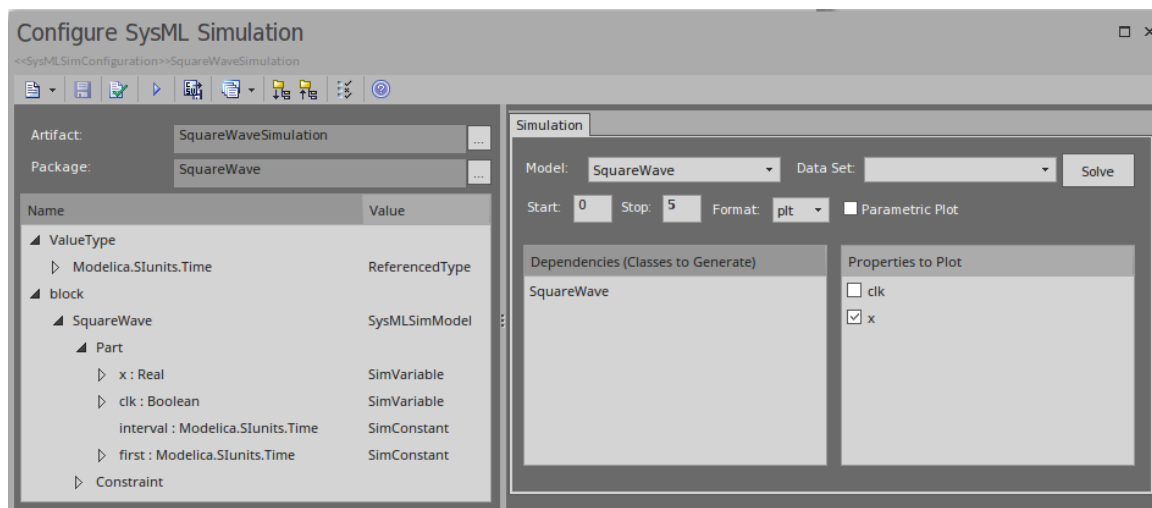 Configure SysML Simulation
<<SysMLSimConfiguration>>SquareWaveSimulation
Artifact: SquareWaveSimulation ...
Package: SquareWave ...
Name Value
ValueType
Modelica.SIunits.Time ReferencedType
block
SquareWave SysMLSimModel
Part
x : Real SimVariable
clk : Boolean SimVariable
interval : Modelica.SIunits.Time SimConstant
first : Modelica.SIunits.Time SimConstant
Constraint
Simulation
Model: SquareWave Data Set: Solve
Start: 0 Stop: 5 Format: plt Parametric Plot
Dependencies (Classes to Generate) Properties to Plot
SquareWave clk
x